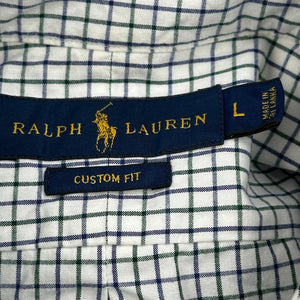 RALPH LAUREN
L
MADE IN
SRI LANKA
CUSTOM FIT